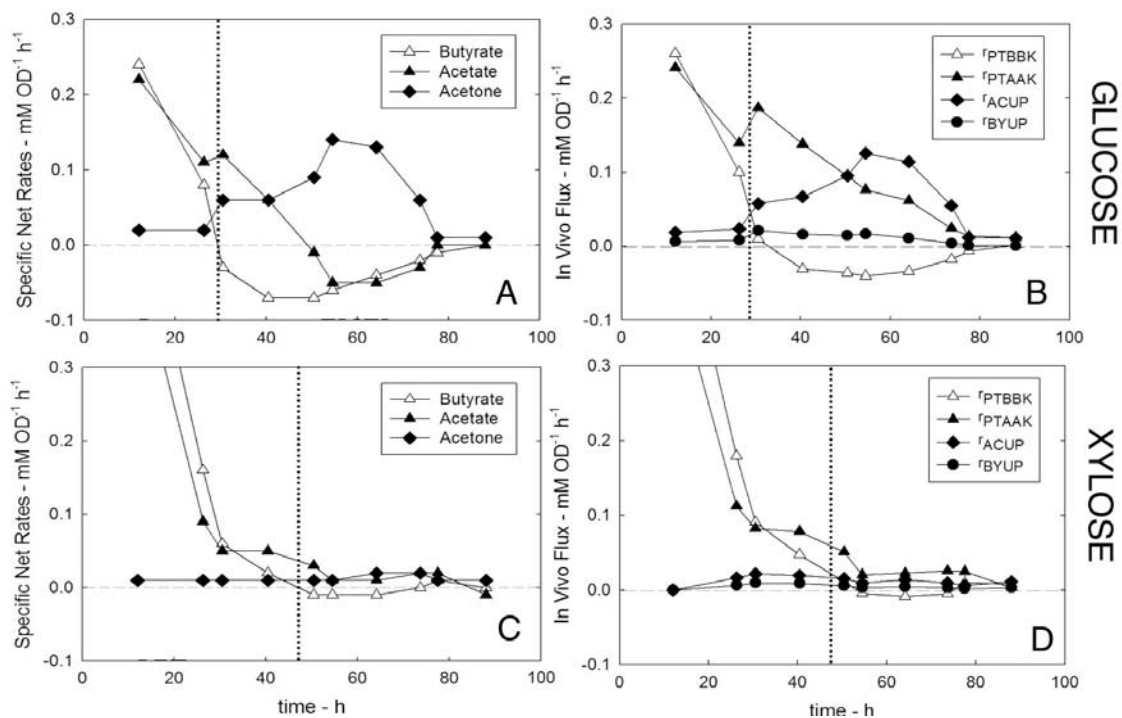 Specific Net Rates - mM OD⁻¹ h⁻¹
0.3
0.2
0.1
0.0
-0.1
Butyrate
Acetate
Acetone
A
0
20
40
60
80
100
In Vivo Flux - mM OD⁻¹ h⁻¹
0.3
0.2
0.1
0.0
-0.1
rPTBBK
rPTAAK
rACUP
rBYUP
B
0
20
40
60
80
100
GLUCOSE
Specific Net Rates - mM OD⁻¹ h⁻¹
0.3
0.2
0.1
0.0
-0.1
Butyrate
Acetate
Acetone
C
0
20
40
60
80
100
time - h
In Vivo Flux - mM OD⁻¹ h⁻¹
0.3
0.2
0.1
0.0
-0.1
rPTBBK
rPTAAK
rACUP
rBYUP
D
0
20
40
60
80
100
time - h
XYLOSE